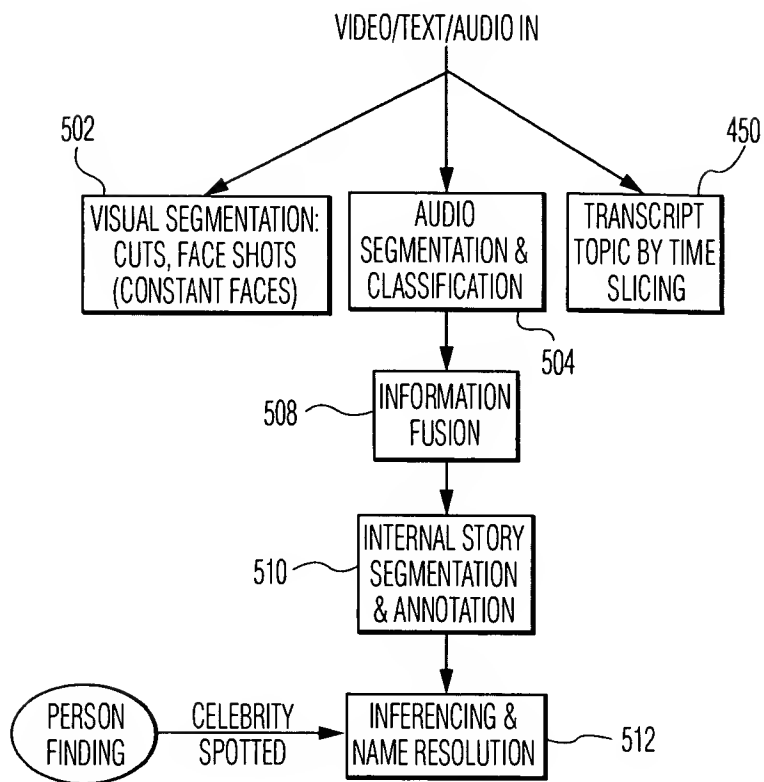 VIDEO/TEXT/AUDIO IN
502
VISUAL SEGMENTATION:
CUTS, FACE SHOTS
(CONSTANT FACES)
AUDIO
SEGMENTATION &
CLASSIFICATION
504
450
TRANSCRIPT
TOPIC BY TIME
SLICING
508
INFORMATION
FUSION
510
INTERNAL STORY
SEGMENTATION
& ANNOTATION
PERSON
FINDING
CELEBRITY
SPOTTED
INFERENCING &
NAME RESOLUTION
512